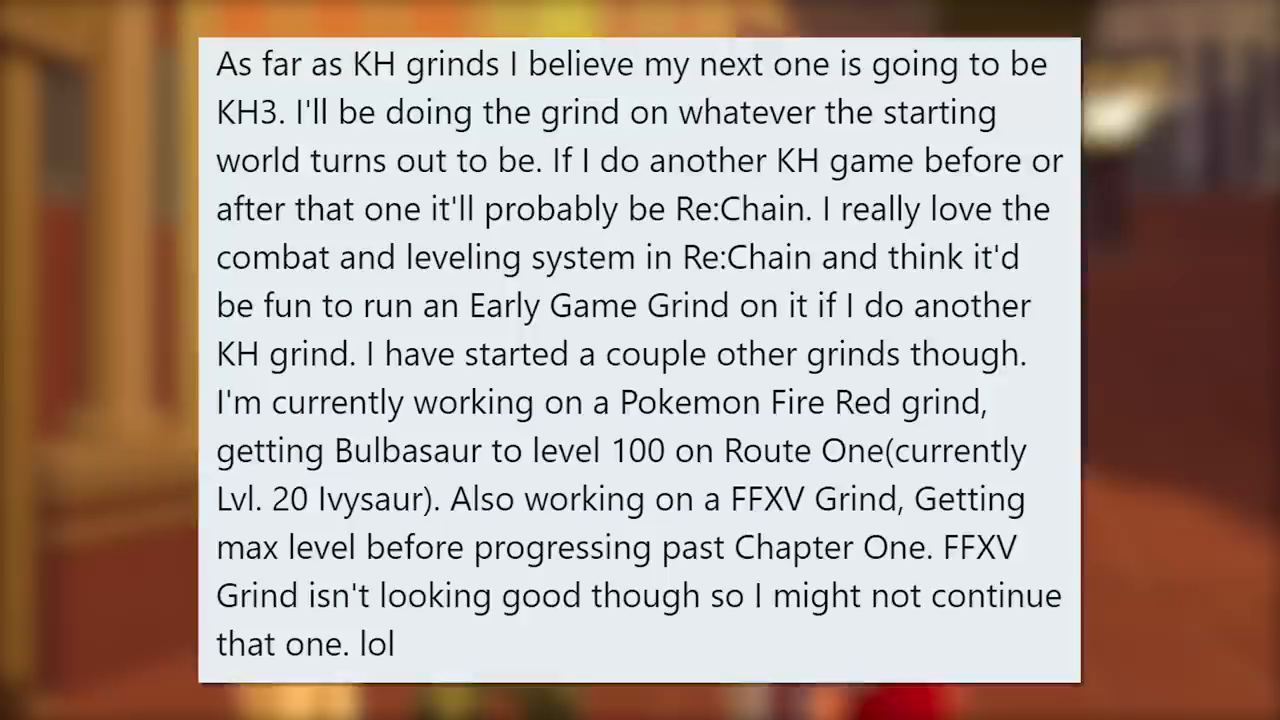 As far as KH grinds I believe my next one is going to be
KH3. I'll be doing the grind on whatever the starting
world turns out to be. If I do another KH game before or
after that one it'll probably be Re:Chain. I really love the
combat and leveling system in Re:Chain and think it'd
be fun to run an Early Game Grind on it if I do another
KH grind. I have started a couple other grinds though.
I'm currently working on a Pokemon Fire Red grind,
getting Bulbasaur to level 100 on Route One(currently
Lvl. 20 Ivysaur). Also working on a FFXV Grind, Getting
max level before progressing past Chapter One. FFXV
Grind isn't looking good though so I might not continue
that one. lol